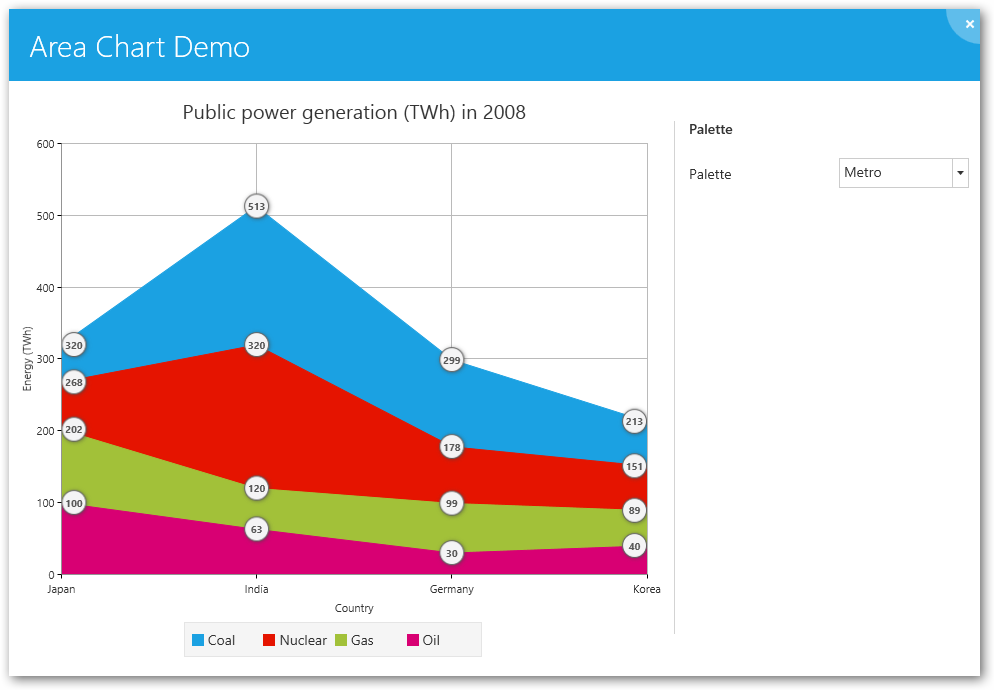 Area Chart Demo
×
Public power generation (TWh) in 2008
Palette
Palette
Metro
Energy (TWh)
600
500
400
300
200
100
0
513
320
320
299
268
213
202
178
151
120
100
99
89
63
40
30
Japan
India
Germany
Korea
Country
Coal Nuclear Gas Oil